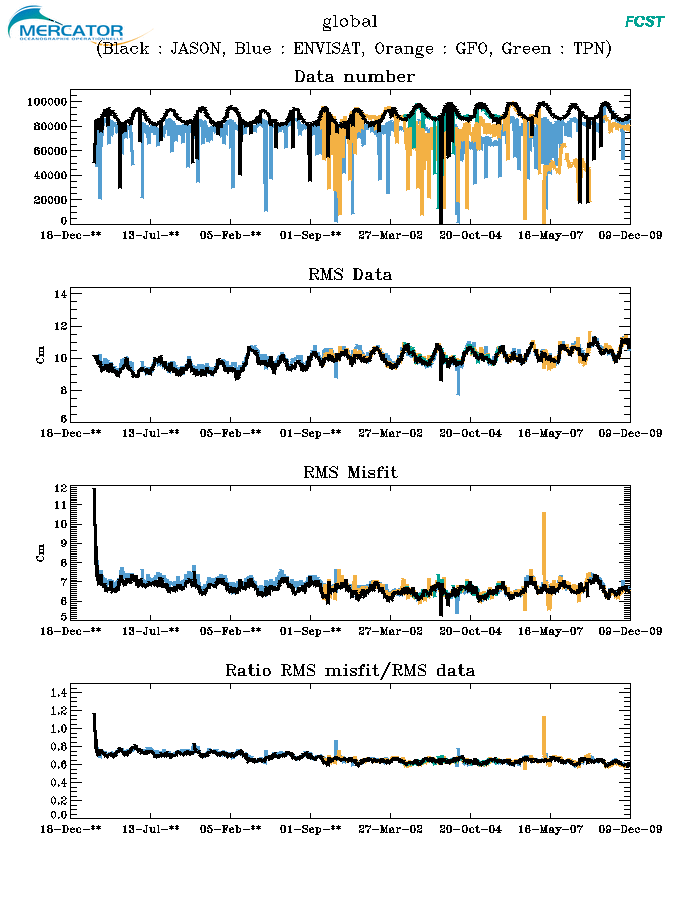 MERCATOR
OCEANOGRAPHIE OPERATIONNELLE
global
FCST
(Black : JASON, Blue : ENVISAT, Orange : GFO, Green : TPN)
Data number
100000
80000
60000
40000
20000
0
18-Dec-** 13-Jul-** 05-Feb-** 01-Sep-** 27-Mar-02 20-Oct-04 16-May-07 09-Dec-09
RMS Data
14
12
10
8
6
Cm
18-Dec-** 13-Jul-** 05-Feb-** 01-Sep-** 27-Mar-02 20-Oct-04 16-May-07 09-Dec-09
RMS Misfit
12
11
10
9
8
7
6
5
Cm
18-Dec-** 13-Jul-** 05-Feb-** 01-Sep-** 27-Mar-02 20-Oct-04 16-May-07 09-Dec-09
Ratio RMS misfit/RMS data
1.4
1.2
1.0
0.8
0.6
0.4
0.2
0.0
18-Dec-** 13-Jul-** 05-Feb-** 01-Sep-** 27-Mar-02 20-Oct-04 16-May-07 09-Dec-09